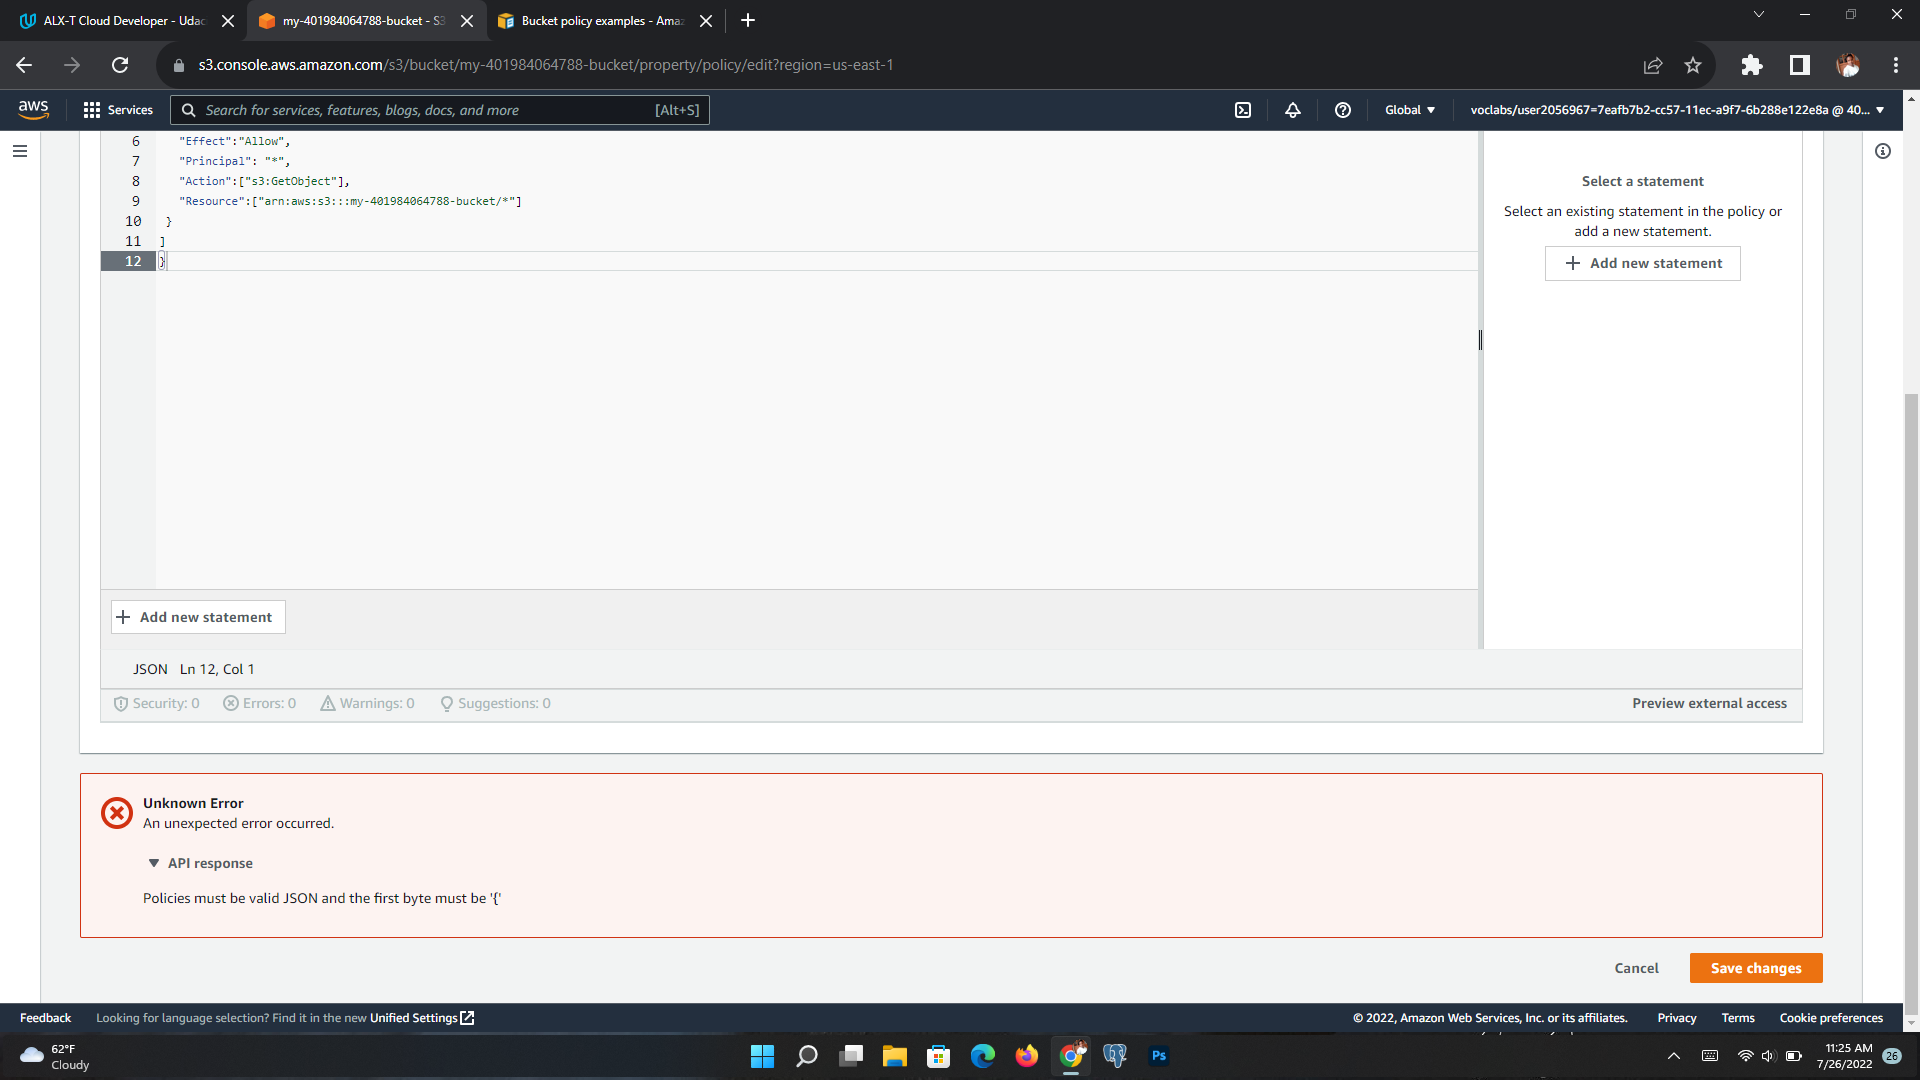 ALX-T Cloud Developer - Udac
my-401984064788-bucket - S3
Bucket policy examples - Amaz
s3.console.aws.amazon.com/s3/bucket/my-401984064788-bucket/property/policy/edit?region=us-east-1
aws
Services
Search for services, features, blogs, docs, and more
[Alt+S]
Global
voclabs/user2056967=7eafb7b2-cc57-11ec-a9f7-6b288e122e8a @ 40...
6 "Effect":"Allow",
7 "Principal": "*",
8 "Action":["s3:GetObject"],
9 "Resource":["arn:aws:s3:::my-401984064788-bucket/*"]
10 }
11 ]
12 }
Select a statement
Select an existing statement in the policy or
add a new statement.
+ Add new statement
+ Add new statement
JSON Ln 12, Col 1
Security: 0 Errors: 0 Warnings: 0 Suggestions: 0
Preview external access
Unknown Error
An unexpected error occurred.
API response
Policies must be valid JSON and the first byte must be '{'
Cancel
Save changes
Feedback
Looking for language selection? Find it in the new Unified Settings
© 2022, Amazon Web Services, Inc. or its affiliates.
Privacy
Terms
Cookie preferences
62°F
Cloudy
Ps
11:25 AM
7/26/2022
26